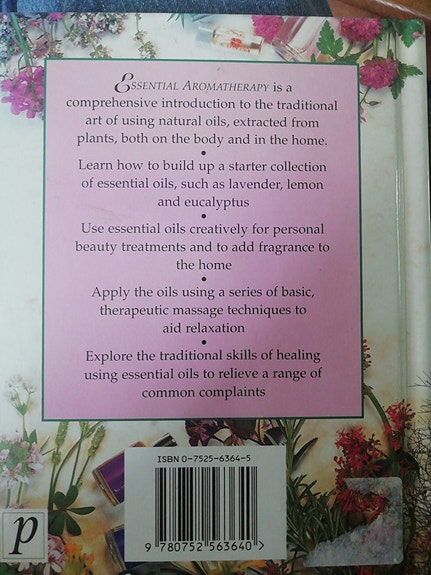 ESSENTIAL AROMATHERAPY is a
comprehensive introduction to the traditional
art of using natural oils, extracted from
plants, both on the body and in the home.
•
Learn how to build up a starter collection
of essential oils, such as lavender, lemon
and eucalyptus
•
Use essential oils creatively for personal
beauty treatments and to add fragrance to
the home
•
Apply the oils using a series of basic,
therapeutic massage techniques to
aid relaxation
•
Explore the traditional skills of healing
using essential oils to relieve a range of
common complaints
ISBN 0-7525-6364-5
9 780752 563640 >
p